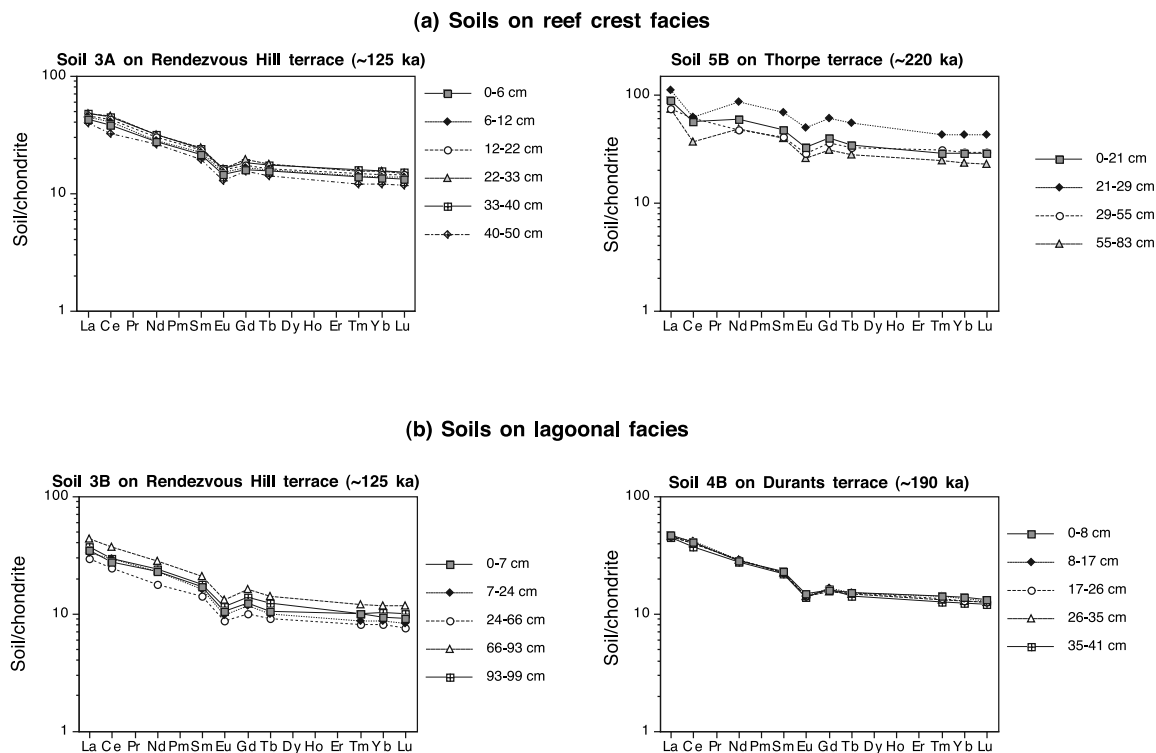 (a) Soils on reef crest facies
Soil 3A on Rendezvous Hill terrace (~125 ka)
100
10
1
Soil/chondrite
La Ce Pr Nd Pm Sm Eu Gd Tb Dy Ho Er Tm Yb Lu
0-6 cm
6-12 cm
12-22 cm
22-33 cm
33-40 cm
40-50 cm
Soil 5B on Thorpe terrace (~220 ka)
100
10
1
Soil/chondrite
La Ce Pr Nd Pm Sm Eu Gd Tb Dy Ho Er Tm Yb Lu
0-21 cm
21-29 cm
29-55 cm
55-83 cm
(b) Soils on lagoonal facies
Soil 3B on Rendezvous Hill terrace (~125 ka)
100
10
1
Soil/chondrite
La Ce Pr Nd Pm Sm Eu Gd Tb Dy Ho Er Tm Yb Lu
0-7 cm
7-24 cm
24-66 cm
66-93 cm
93-99 cm
Soil 4B on Durants terrace (~190 ka)
100
10
1
Soil/chondrite
La Ce Pr Nd Pm Sm Eu Gd Tb Dy Ho Er Tm Yb Lu
0-8 cm
8-17 cm
17-26 cm
26-35 cm
35-41 cm